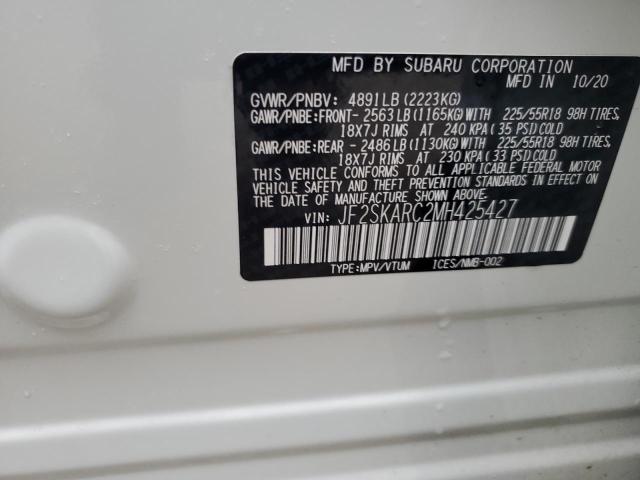 MFD BY SUBARU CORPORATION
MFD IN 10/20
GVWR/PNBV: 4891LB (2223KG)
GAWR/PNBE:FRONT- 2563LB (1165KG) WITH 225/55R18 98H TIRES,
18X7J RIMS AT 240 KPA (35 PSI) COLD
GAWR/PNBE:REAR - 2486LB (1130KG) WITH 225/55R18 98H TIRES,
18X7J RIMS AT 230 KPA (33 PSI) COLD
THIS VEHICLE CONFORMS TO ALL APPLICABLE FEDERAL MOTOR
VEHICLE SAFETY AND THEFT PREVENTION STANDARDS IN EFFECT ON
THE DATE OF MANUFACTURE SHOWN ABOVE.
VIN: JF2SKARC2MH425427
TYPE:MPV/VTUM ICES/NMB-002